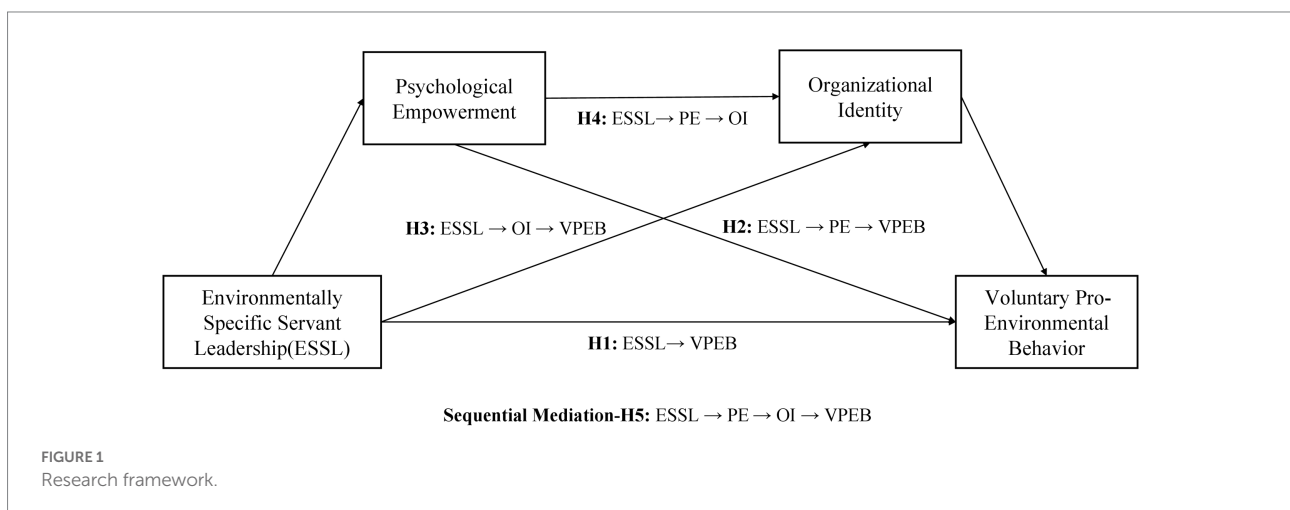 Psychological
Empowerment
Organizational
Identity
H4: ESSL→ PE → OI
H3: ESSL → OI → VPEB
H2: ESSL → PE → VPEB
Environmentally
Specific Servant
Leadership(ESSL)
Voluntary Pro-
Environmental
Behavior
H1: ESSL→ VPEB
Sequential Mediation-H5: ESSL → PE → OI → VPEB
FIGURE 1
Research framework.